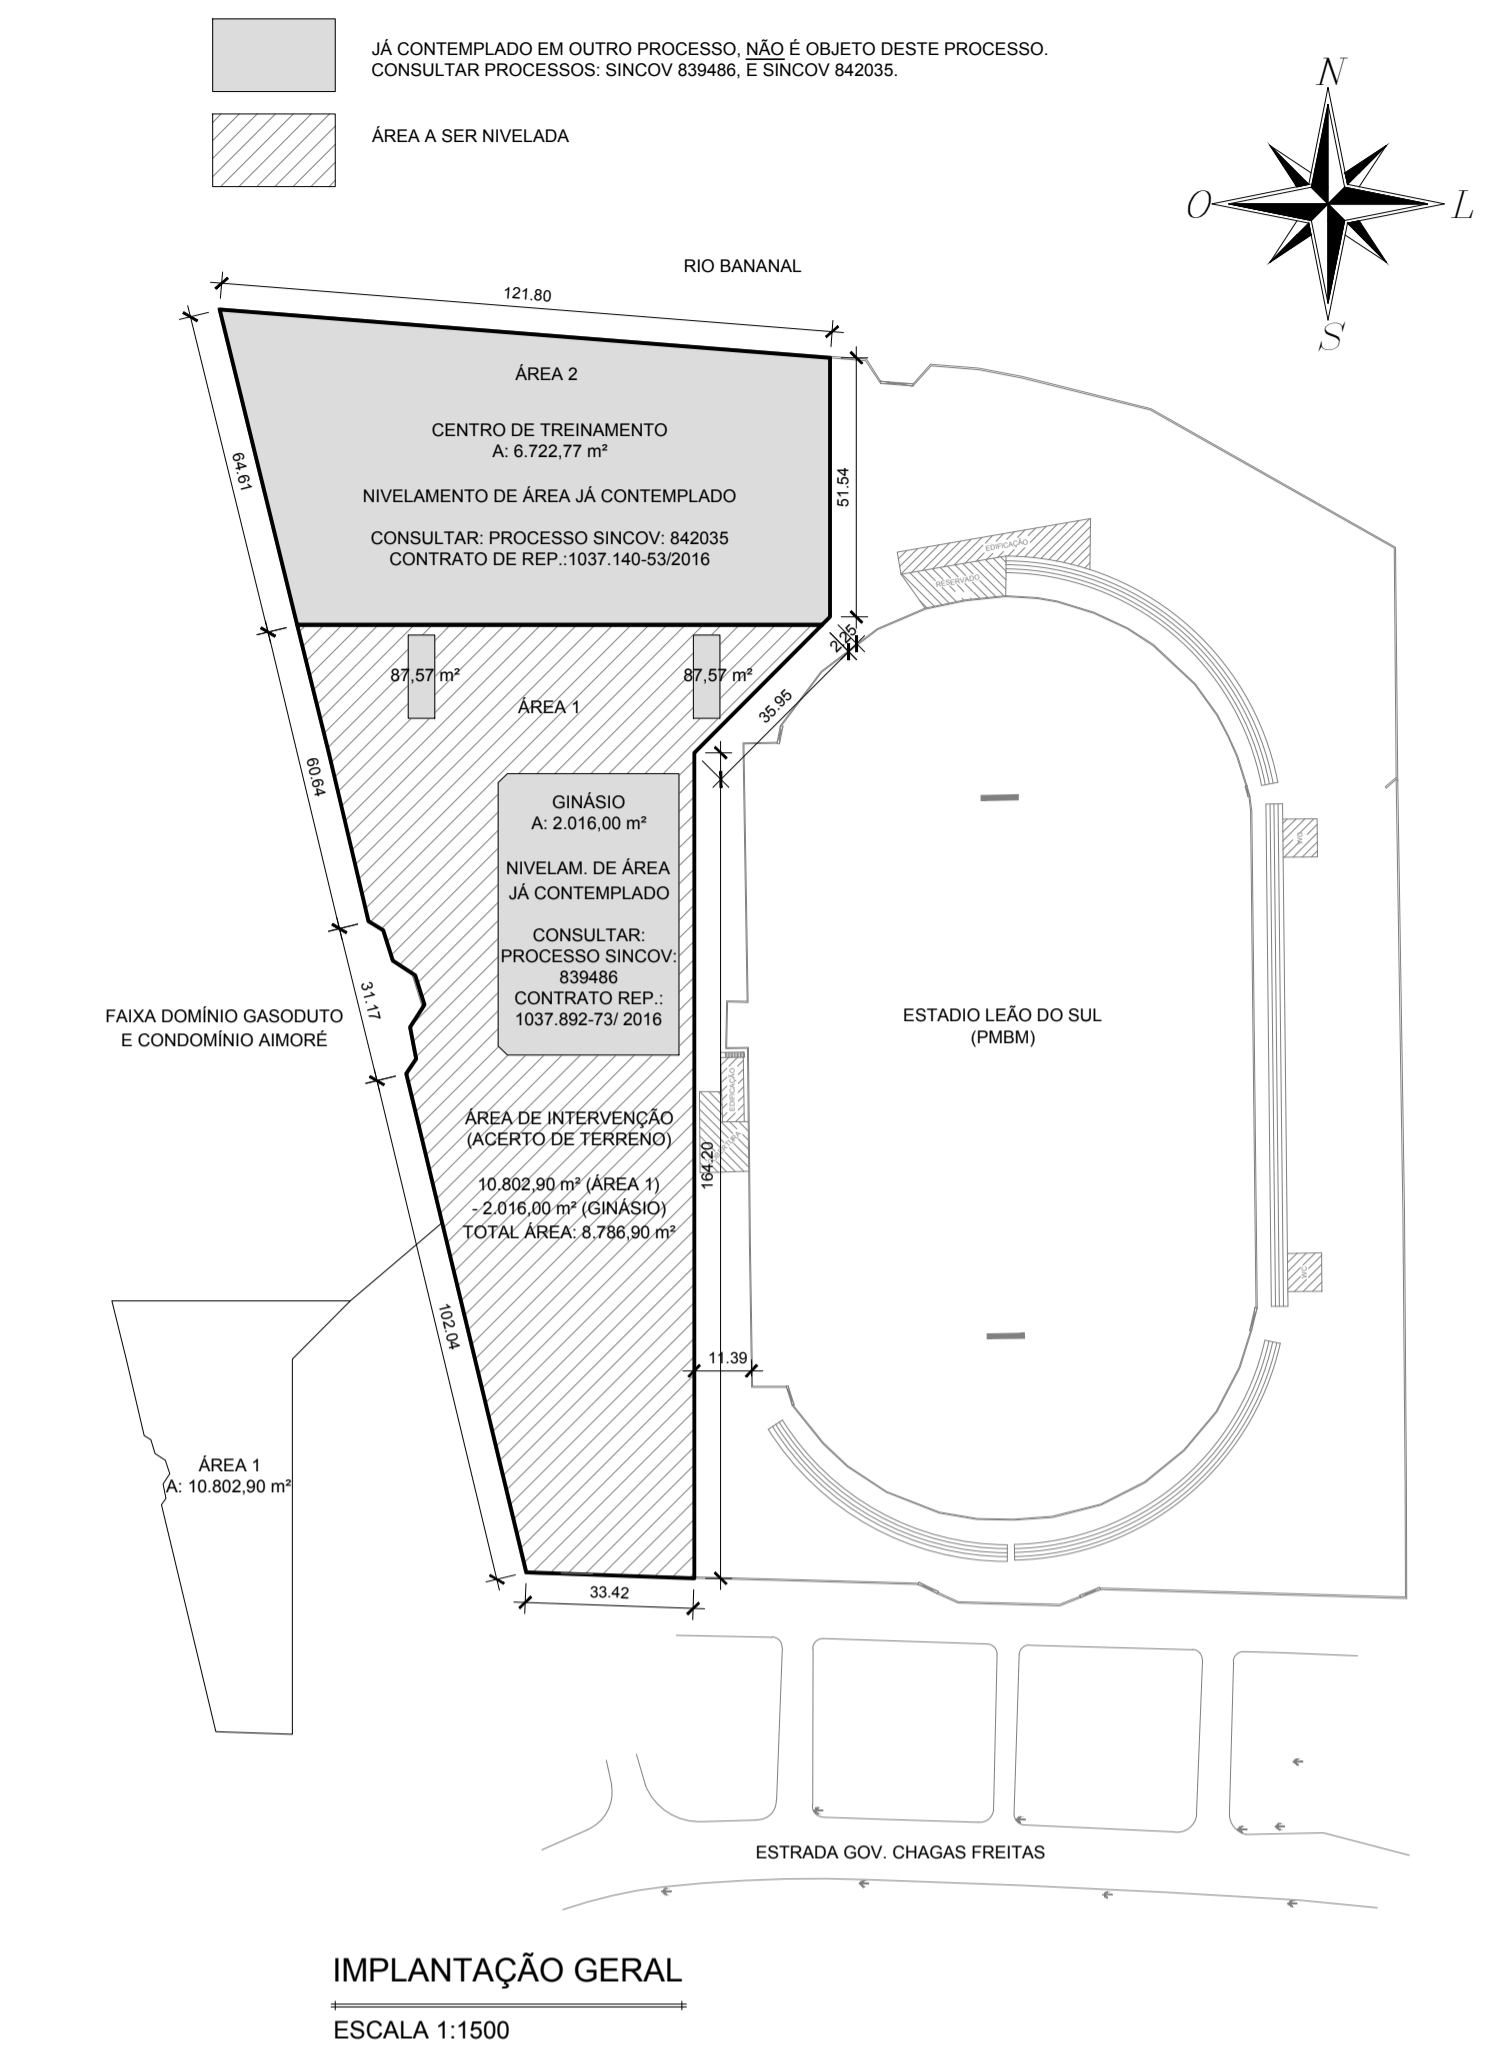 JÁ CONTEMPLADO EM OUTRO PROCESSO, NÃO É OBJETO DESTE PROCESSO.
CONSULTAR PROCESSOS: SINCOV 839486, E SINCOV 842035.
ÁREA A SER NIVELADA
N
O
L
S
RIO BANANAL
121.80
64.61
ÁREA 2
CENTRO DE TREINAMENTO
A: 6.722,77 m²
NIVELAMENTO DE ÁREA JÁ CONTEMPLADO
CONSULTAR: PROCESSO SINCOV: 842035
CONTRATO DE REP.:1037.140-53/2016
51.54
EDIFICAÇÃO
RESERVADO
2.25
87,57 m²
87,57 m²
ÁREA 1
35.95
60.64
GINÁSIO
A: 2.016,00 m²
NIVELAM. DE ÁREA
JÁ CONTEMPLADO
CONSULTAR:
PROCESSO SINCOV:
839486
CONTRATO REP.:
1037.892-73/ 2016
WC
31.17
FAIXA DOMÍNIO GASODUTO
E CONDOMÍNIO AIMORÉ
ESTADIO LEÃO DO SUL
(PMBM)
EDIFICAÇÃO
ÁREA DE INTERVENÇÃO
(ACERTO DE TERRENO)
164.20
10.802,90 m² (ÁREA 1)
- 2.016,00 m² (GINÁSIO)
TOTAL ÁREA: 8.786,90 m²
WC
102.04
11.39
ÁREA 1
A: 10.802,90 m²
33.42
ESTRADA GOV. CHAGAS FREITAS
IMPLANTAÇÃO GERAL
ESCALA 1:1500